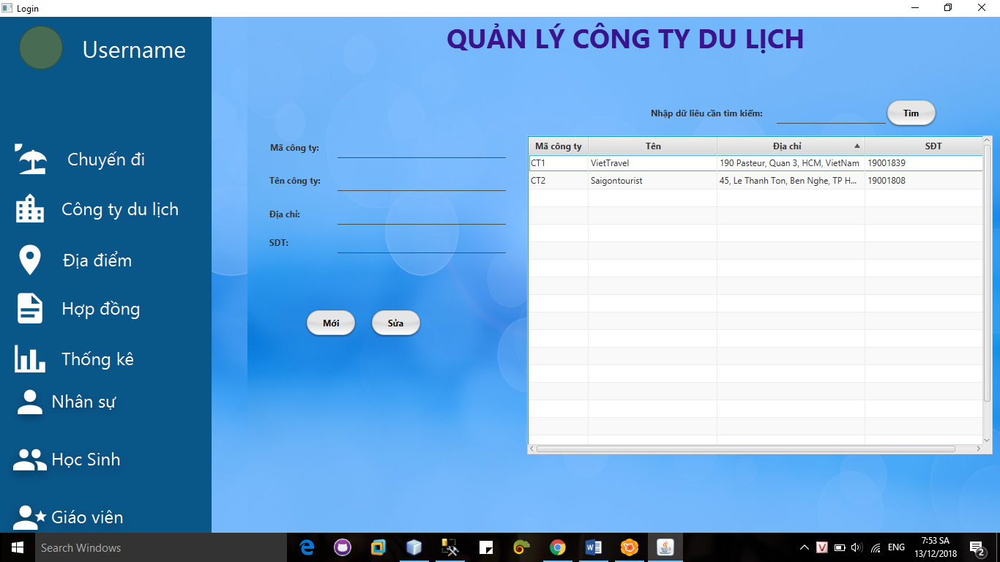 Login
Username
QUẢN LÝ CÔNG TY DU LỊCH
Nhập dữ liêu cần tìm kiếm:
Tìm
Chuyến đi
Công ty du lịch
Địa điểm
Hợp đồng
Thống kê
Nhân sự
Học Sinh
Giáo viên
Mã công ty:
Tên công ty:
Địa chỉ:
SDT:
Mới Sửa
Mã công ty Tên Địa chỉ SĐT
CT1 VietTravel 190 Pasteur, Quan 3, HCM, VietNam 19001839
CT2 Saigontourist 45, Le Thanh Ton, Ben Nghe, TP H... 19001808
Search Windows
V
ENG
7:53 SA
13/12/2018
2